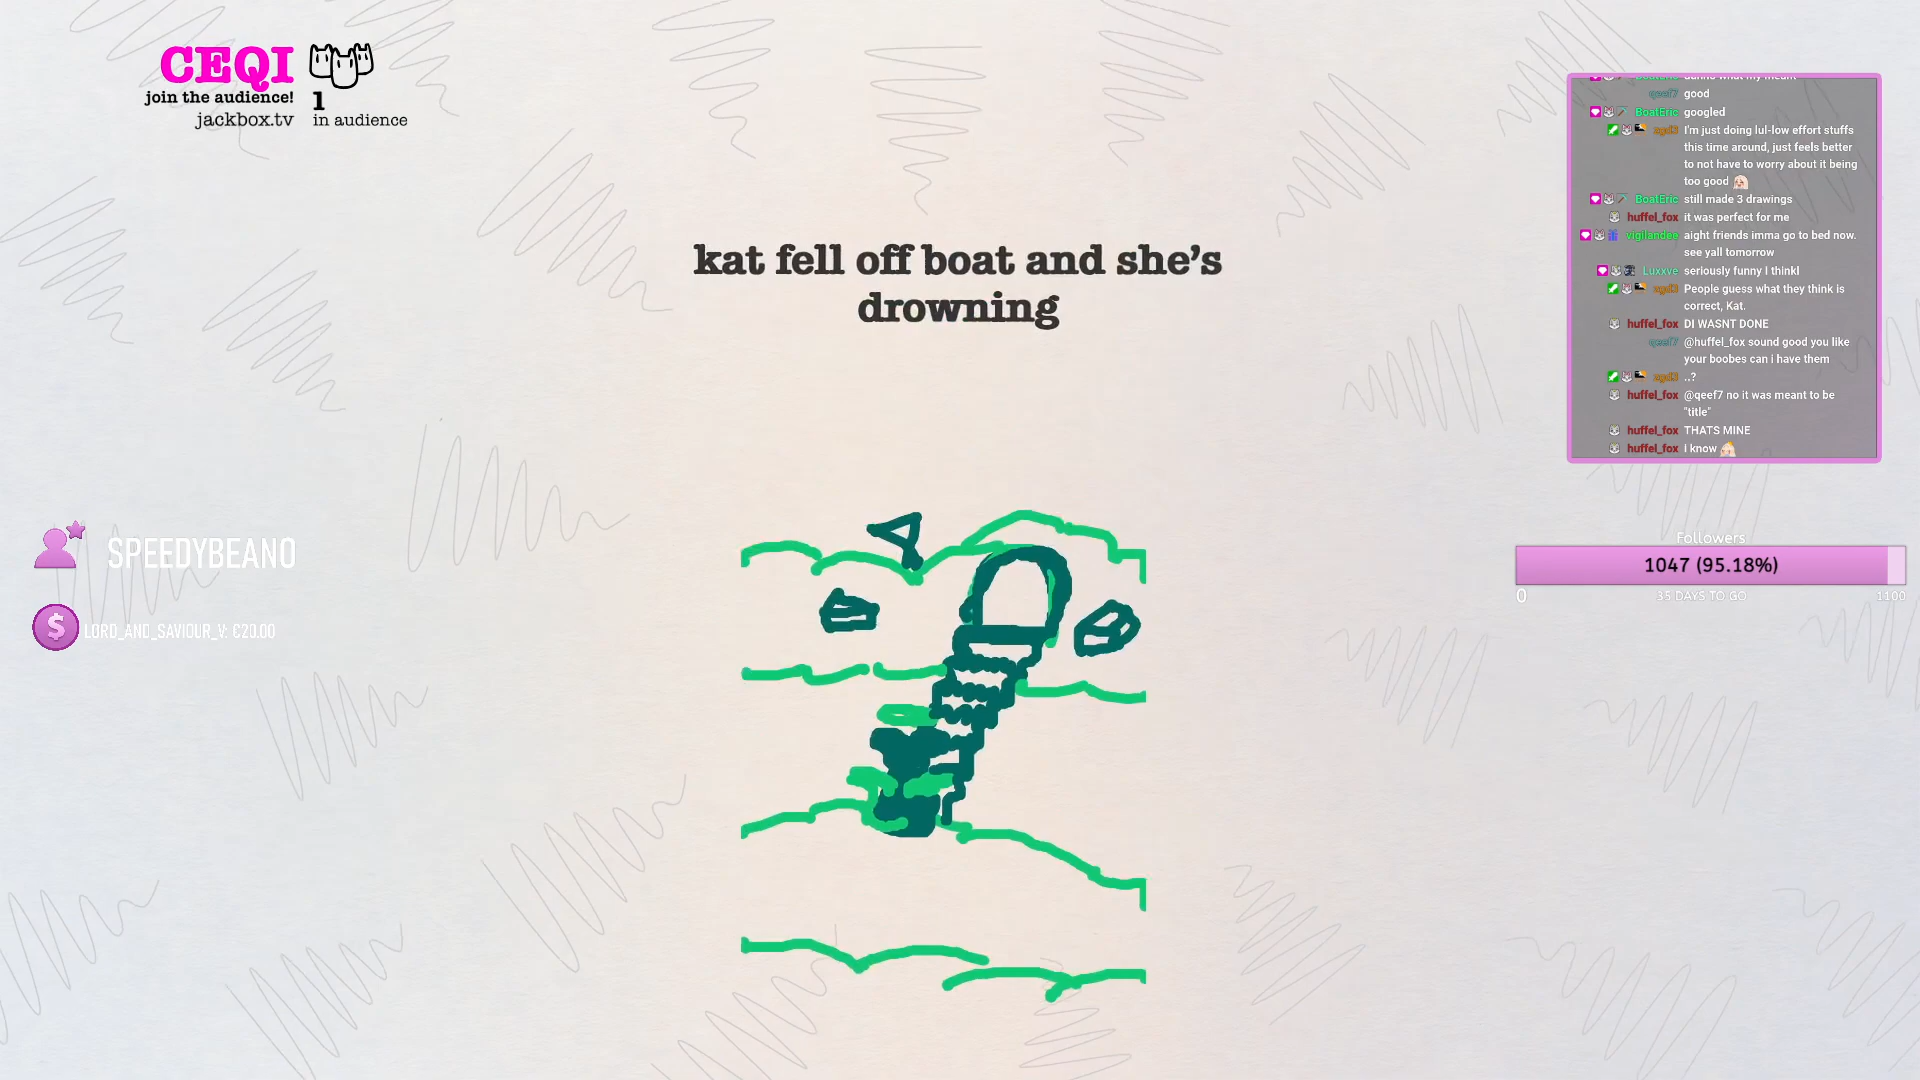 CEQI
join the audience!
jackbox.tv
1
in audience
kat fell off boat and she's
drowning
SPEEDYBEANO
LORD_AND_SAVIOUR_V: €20.00
qeef7 good
BoatEric googled
zgd3 I'm just doing lul-low effort stuffs
this time around, just feels better
to not have to worry about it being
too good
BoatEric still made 3 drawings
huffel_fox it was perfect for me
vigilandee aight friends imma go to bed now.
see yall tomorrow
Luxxve seriously funny I thinkl
zgd3 People guess what they think is
correct, Kat.
huffel_fox DI WASNT DONE
qeef7 @huffel_fox sound good you like
your boobes can i have them
zgd3 .,?
huffel_fox @qeef7 no it was meant to be
"title"
huffel_fox THATS MINE
huffel_fox I know
Followers
1047 (95.18%)
0 35 DAYS TO GO 1100